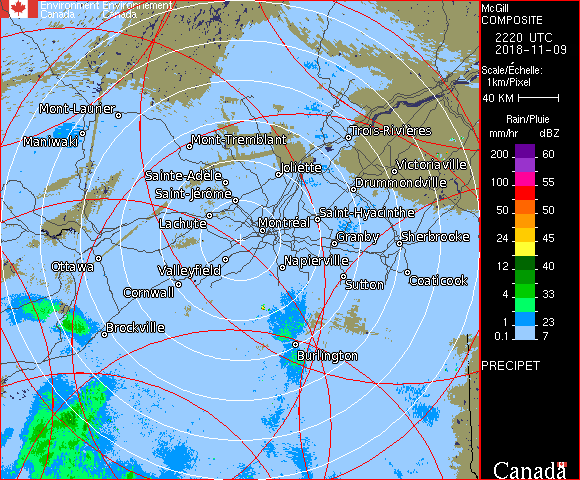 Environment Environnement
Canada Canada
McGill
COMPOSITE
2220 UTC
2018-11-09
Scale/Échelle:
1km/Pixel
40 KM
Rain/Pluie
mm/hr dBZ
200 60
100 55
50 50
24 45
12 40
4 33
1 23
0.1 7
PRECIPET
Canada
Mont-Laurier
Maniwaki
Mont-Tremblant
Trois-Rivières
Joliette
Victoriaville
Sainte-Adèle
Drummondville
Saint-Jérôme
Lachute
Montréal
Saint-Hyacinthe
Granby
Sherbrooke
Ottawa
Valleyfield
Napierville
Cornwall
Sutton
Coaticook
Brockville
Burlington